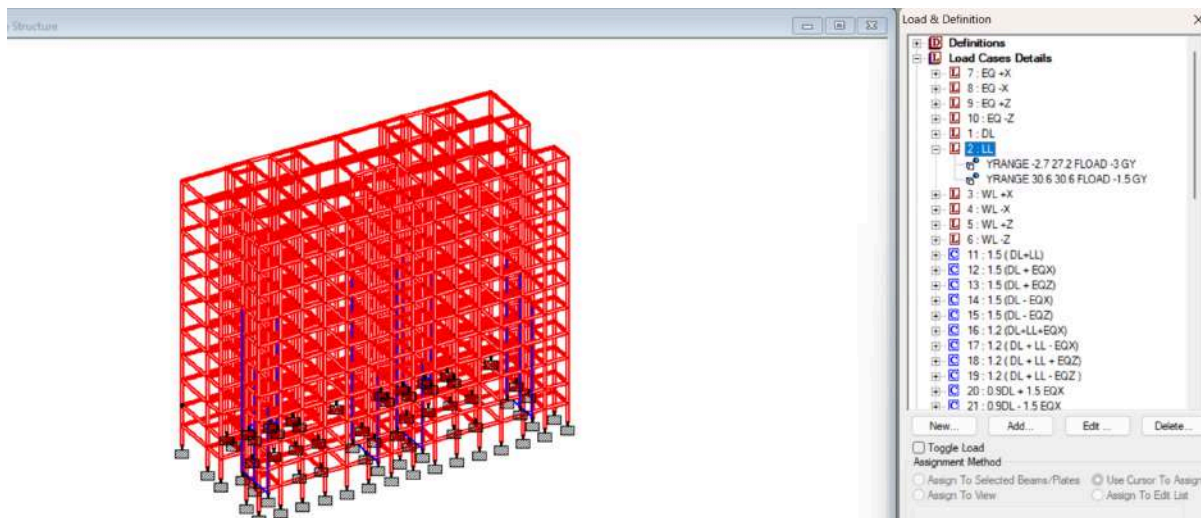 Structure
Load & Definition
Definitions
Load Cases Details
7 : EQ +X
8 : EQ -X
9 : EQ +Z
10 : EQ -Z
1 : DL
2 : LL
YRANGE -2.7 27.2 FLOAD -3 GY
YRANGE 30.6 30.6 FLOAD -1.5 GY
3 : WL +X
4 : WL -X
5 : WL +Z
6 : WL -Z
11 : 1.5 ( DL+LL)
12 : 1.5 (DL + EQX)
13 : 1.5 (DL + EQZ)
14 : 1.5 (DL - EQX)
15 : 1.5 (DL - EQZ)
16 : 1.2 (DL+LL+EQX)
17 : 1.2 ( DL + LL - EQX)
18 : 1.2 ( DL + LL + EQZ)
19 : 1.2 ( DL + LL - EQZ )
20 : 0.9DL + 1.5 EQX
21 : 0.9DL - 1.5 EQX
New... Add... Edit ... Delete...
Toggle Load
Assignment Method
Assign To Selected Beams/Plates Use Cursor To Assign
Assign To View Assign To Edit List